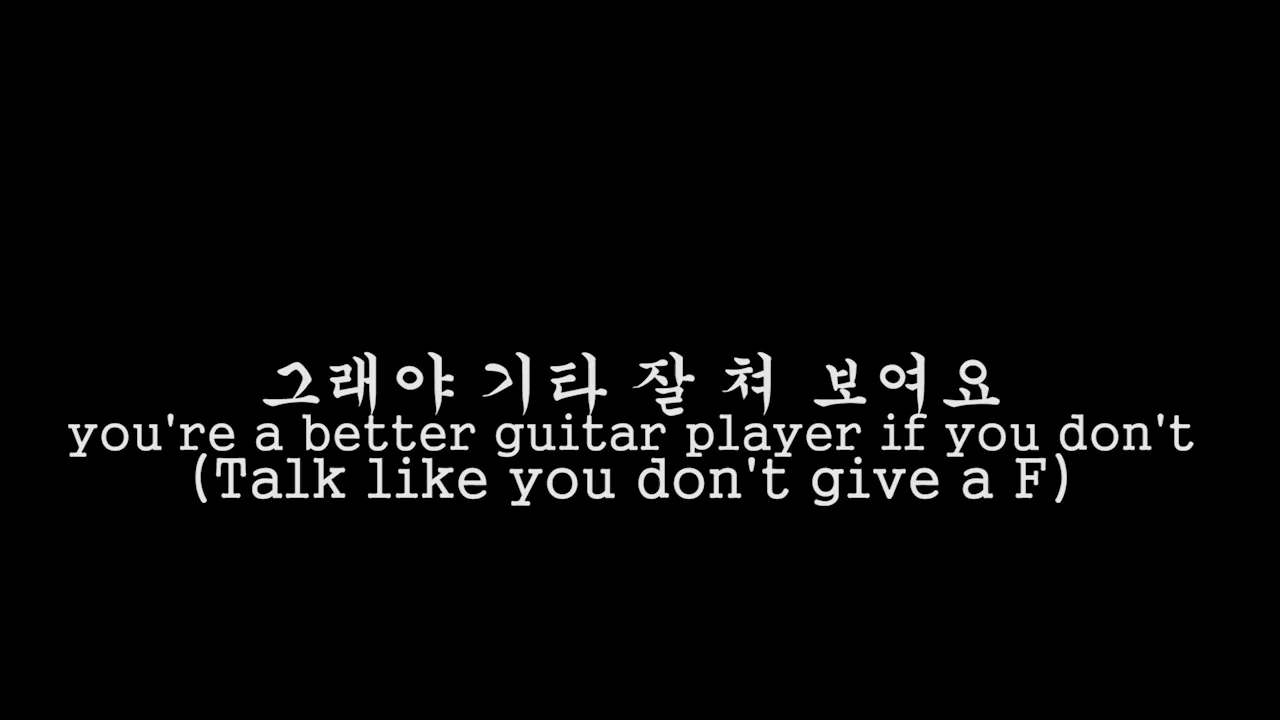 그래야 기타 잘 쳐 보여요
you're a better guitar player if you don't
(Talk like you don't give a F)